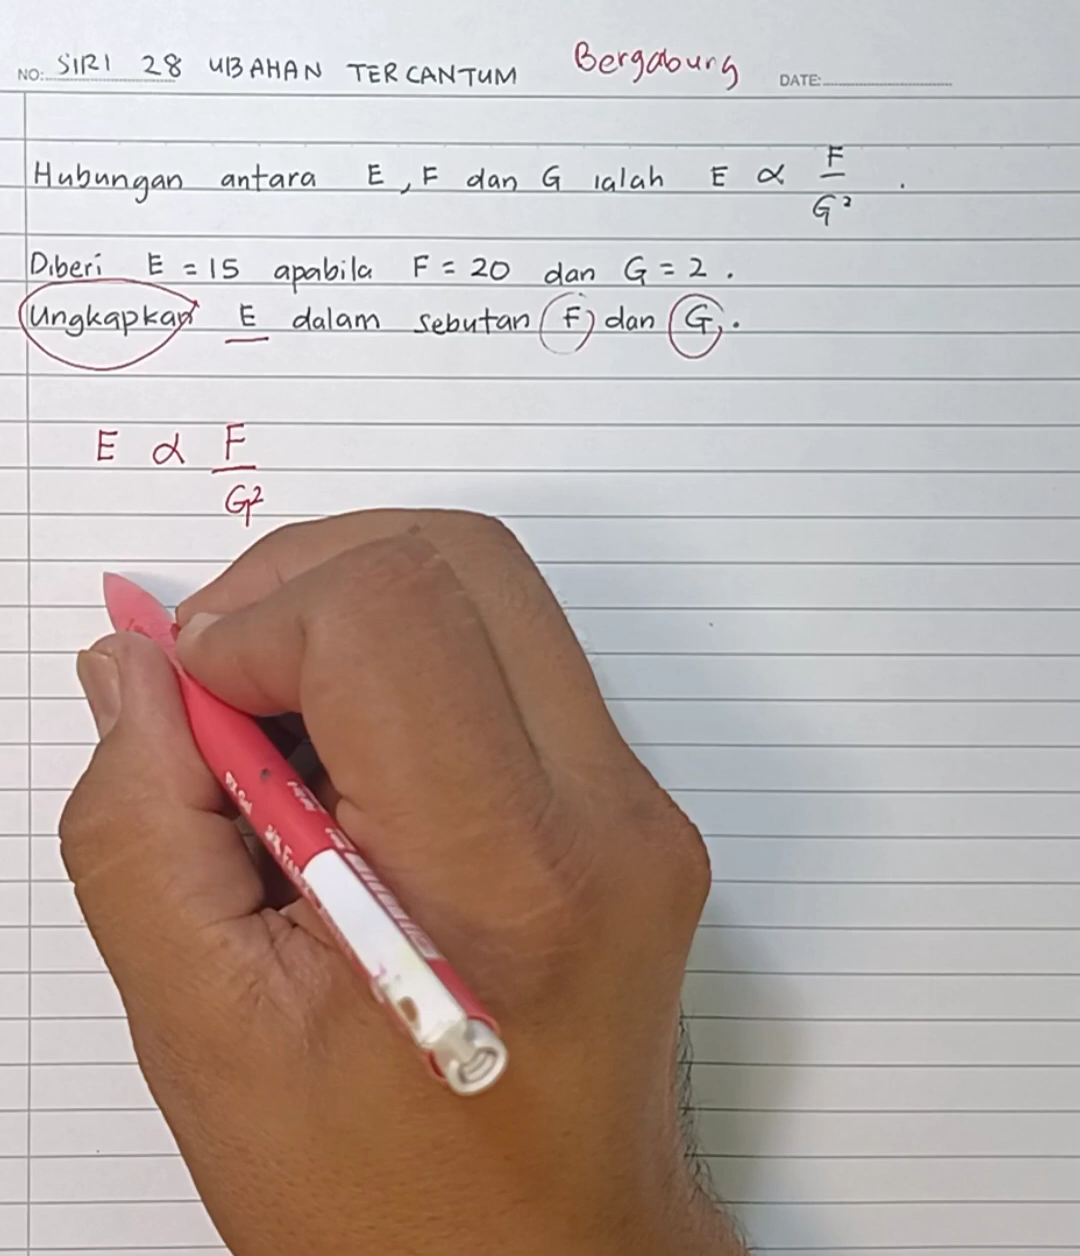 NO: SIRI 28 UBAHAN TERCANTUM Bergabung DATE:
Hubungan antara E, F dan G ialah E ∝ F/G² .
Diberi E = 15 apabila F = 20 dan G = 2 .
Ungkapkan E dalam sebutan F dan G .
E ∝ F/G²